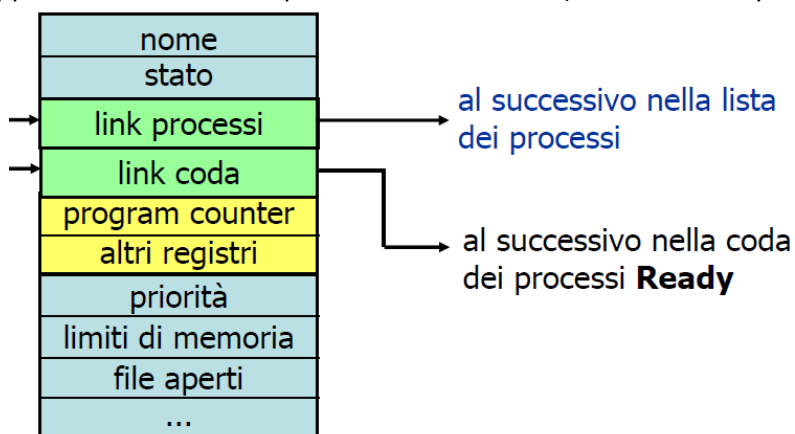 nome
stato
link processi
al successivo nella lista
dei processi
link coda
program counter
altri registri
al successivo nella coda
dei processi Ready
priorità
limiti di memoria
file aperti
...